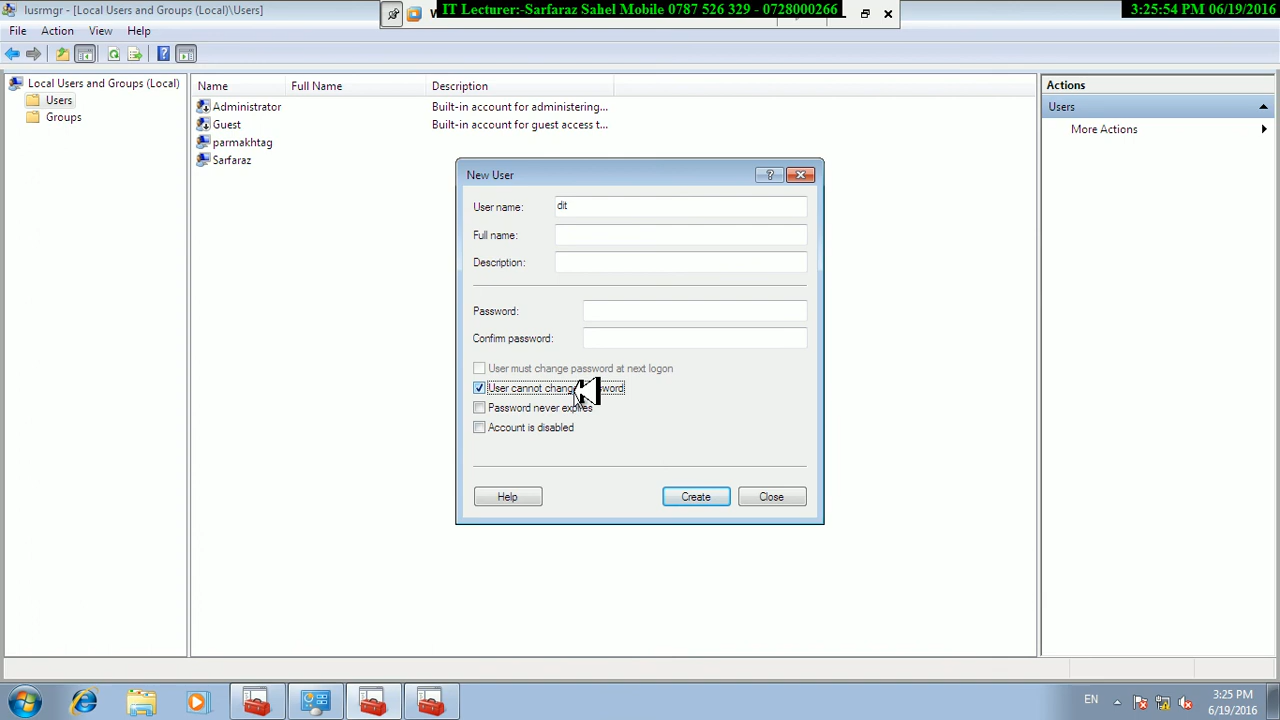 lusrmgr - [Local Users and Groups (Local)\Users]
IT Lecturer:-Sarfaraz Sahel Mobile 0787 526 329 - 0728000266
3:25:54 PM 06/19/2016
File Action View Help
Local Users and Groups (Local)
Users
Groups
Name Full Name Description
Administrator Built-in account for administering...
Guest Built-in account for guest access t...
parmakhtag
Sarfaraz
Actions
Users
More Actions
New User
User name: dit
Full name:
Description:
Password:
Confirm password:
User must change password at next logon
User cannot change
Password never expires
Account is disabled
Help Create Close
EN
3:25 PM
6/19/2016